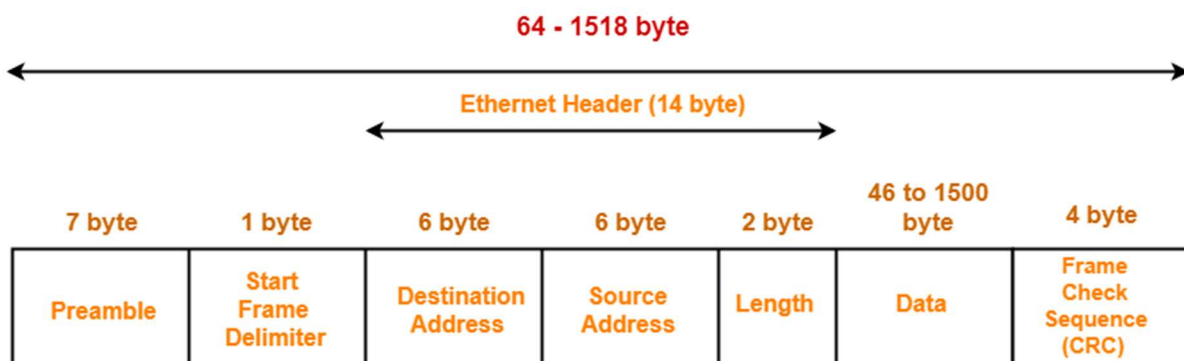 64 - 1518 byte
Ethernet Header (14 byte)
7 byte
1 byte
6 byte
6 byte
2 byte
46 to 1500
byte
4 byte
Preamble
Start
Frame
Delimiter
Destination
Address
Source
Address
Length
Data
Frame
Check
Sequence
(CRC)